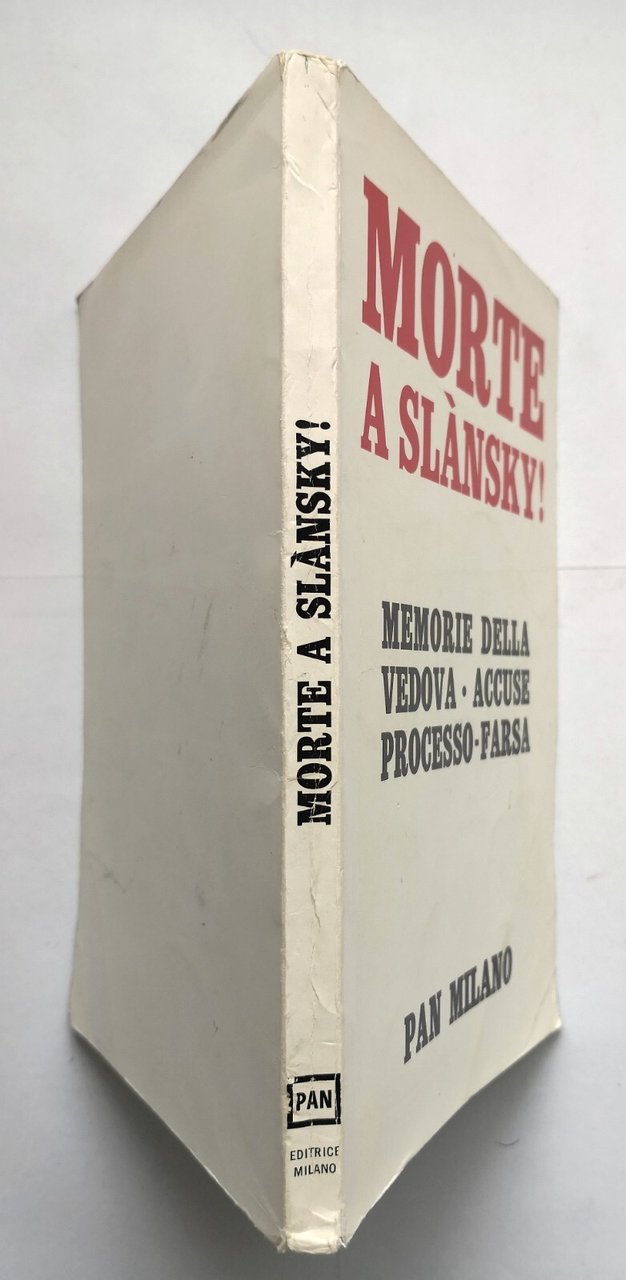 MORTE A SLÀNSKY!
PAN
EDITRICE
MILANO
MORTE
A SLÀNSKY!
MEMORIE DELLA
VEDOVA · ACCUSE
PROCESSO-FARSA
PAN MILANO